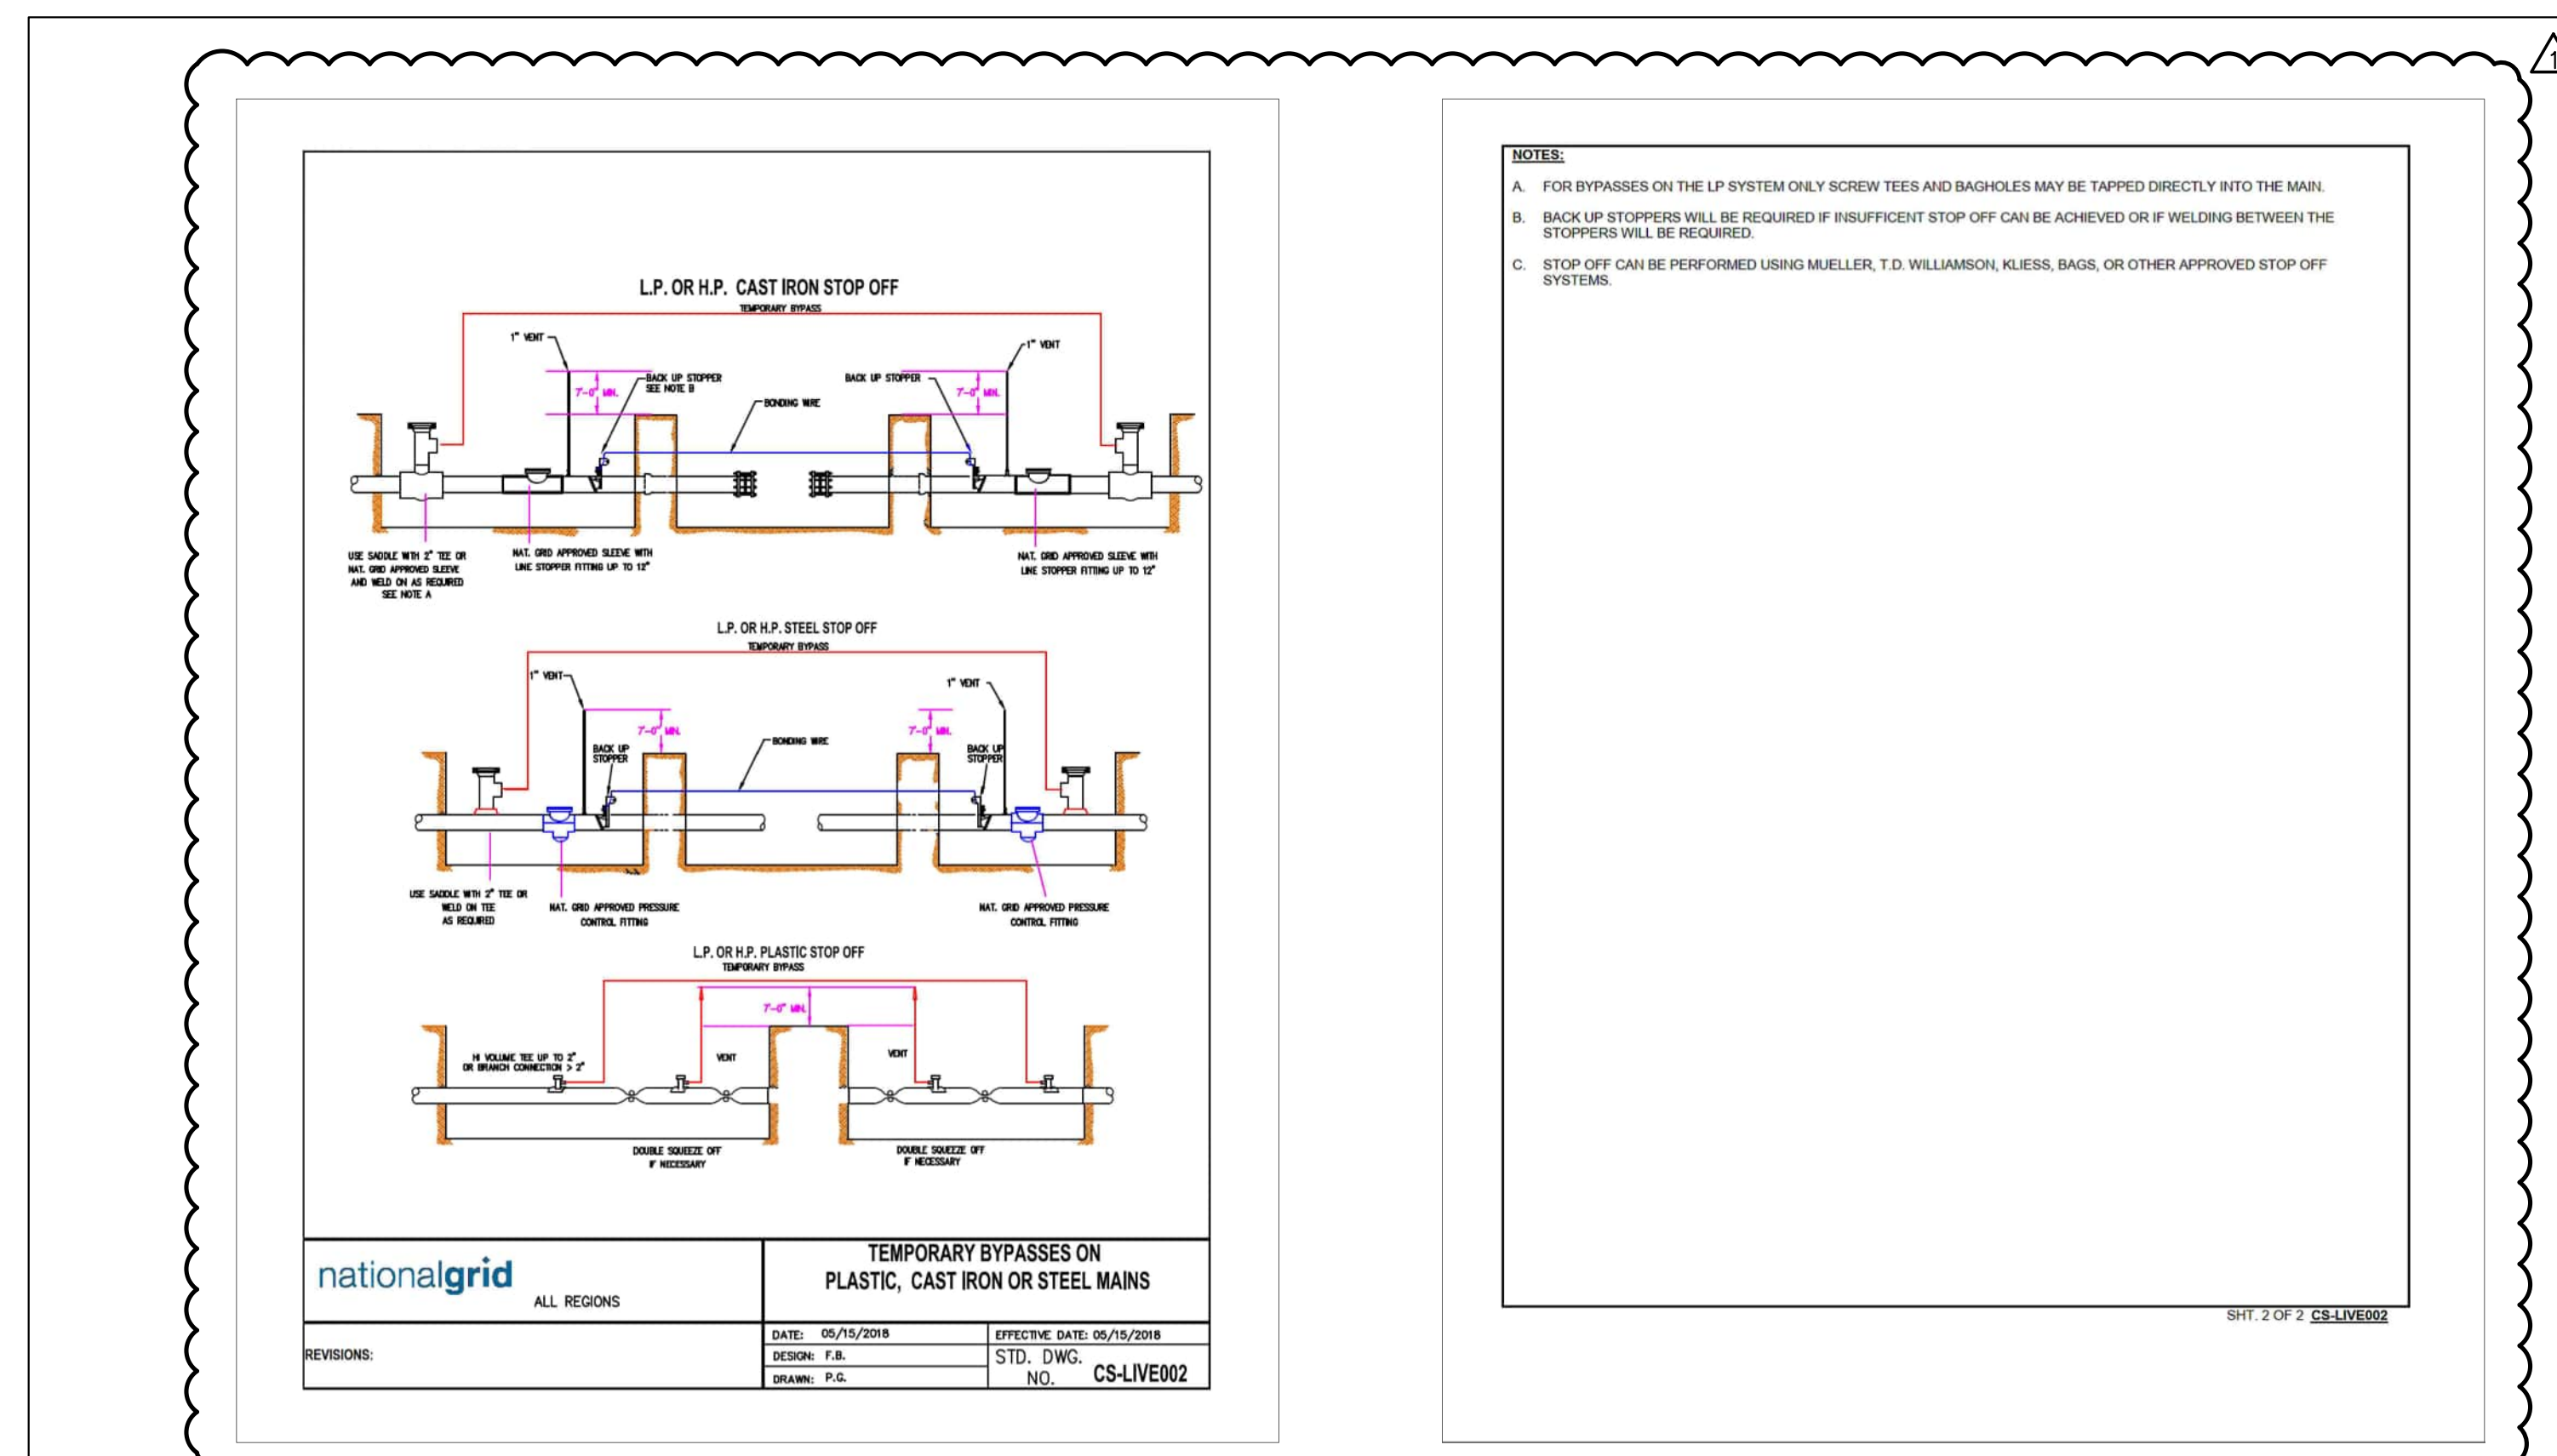 1
L.P. OR H.P. CAST IRON STOP OFF
TEMPORARY BYPASS
1" VENT
1" VENT
BACK UP STOPPER
SEE NOTE B
BACK UP STOPPER
7'-0" MIN.
7'-0" MIN.
BONDING WIRE
USE SADDLE WITH 2" TEE OR
NAT. GRID APPROVED SLEEVE
AND WELD ON AS REQUIRED
SEE NOTE A
NAT. GRID APPROVED SLEEVE WITH
LINE STOPPER FITTING UP TO 12"
NAT. GRID APPROVED SLEEVE WITH
LINE STOPPER FITTING UP TO 12"
L.P. OR H.P. STEEL STOP OFF
TEMPORARY BYPASS
1" VENT
1" VENT
7'-0" MIN.
7'-0" MIN.
BONDING WIRE
BACK UP
STOPPER
BACK UP
STOPPER
USE SADDLE WITH 2" TEE OR
WELD ON TEE
AS REQUIRED
NAT. GRID APPROVED PRESSURE
CONTROL FITTING
NAT. GRID APPROVED PRESSURE
CONTROL FITTING
L.P. OR H.P. PLASTIC STOP OFF
TEMPORARY BYPASS
7'-0" MIN.
HI VOLUME TEE UP TO 2"
OR BRANCH CONNECTION > 2"
VENT
VENT
DOUBLE SQUEEZE OFF
IF NECESSARY
DOUBLE SQUEEZE OFF
IF NECESSARY
nationalgrid
ALL REGIONS
TEMPORARY BYPASSES ON
PLASTIC, CAST IRON OR STEEL MAINS
REVISIONS:
DATE: 05/15/2018
EFFECTIVE DATE: 05/15/2018
DESIGN: F.B.
DRAWN: P.G.
STD. DWG.
NO. CS-LIVE002
NOTES:
A. FOR BYPASSES ON THE LP SYSTEM ONLY SCREW TEES AND BAGHOLES MAY BE TAPPED DIRECTLY INTO THE MAIN.
B. BACK UP STOPPERS WILL BE REQUIRED IF INSUFFICENT STOP OFF CAN BE ACHIEVED OR IF WELDING BETWEEN THE
STOPPERS WILL BE REQUIRED.
C. STOP OFF CAN BE PERFORMED USING MUELLER, T.D. WILLIAMSON, KLIESS, BAGS, OR OTHER APPROVED STOP OFF
SYSTEMS.
SHT. 2 OF 2 CS-LIVE002